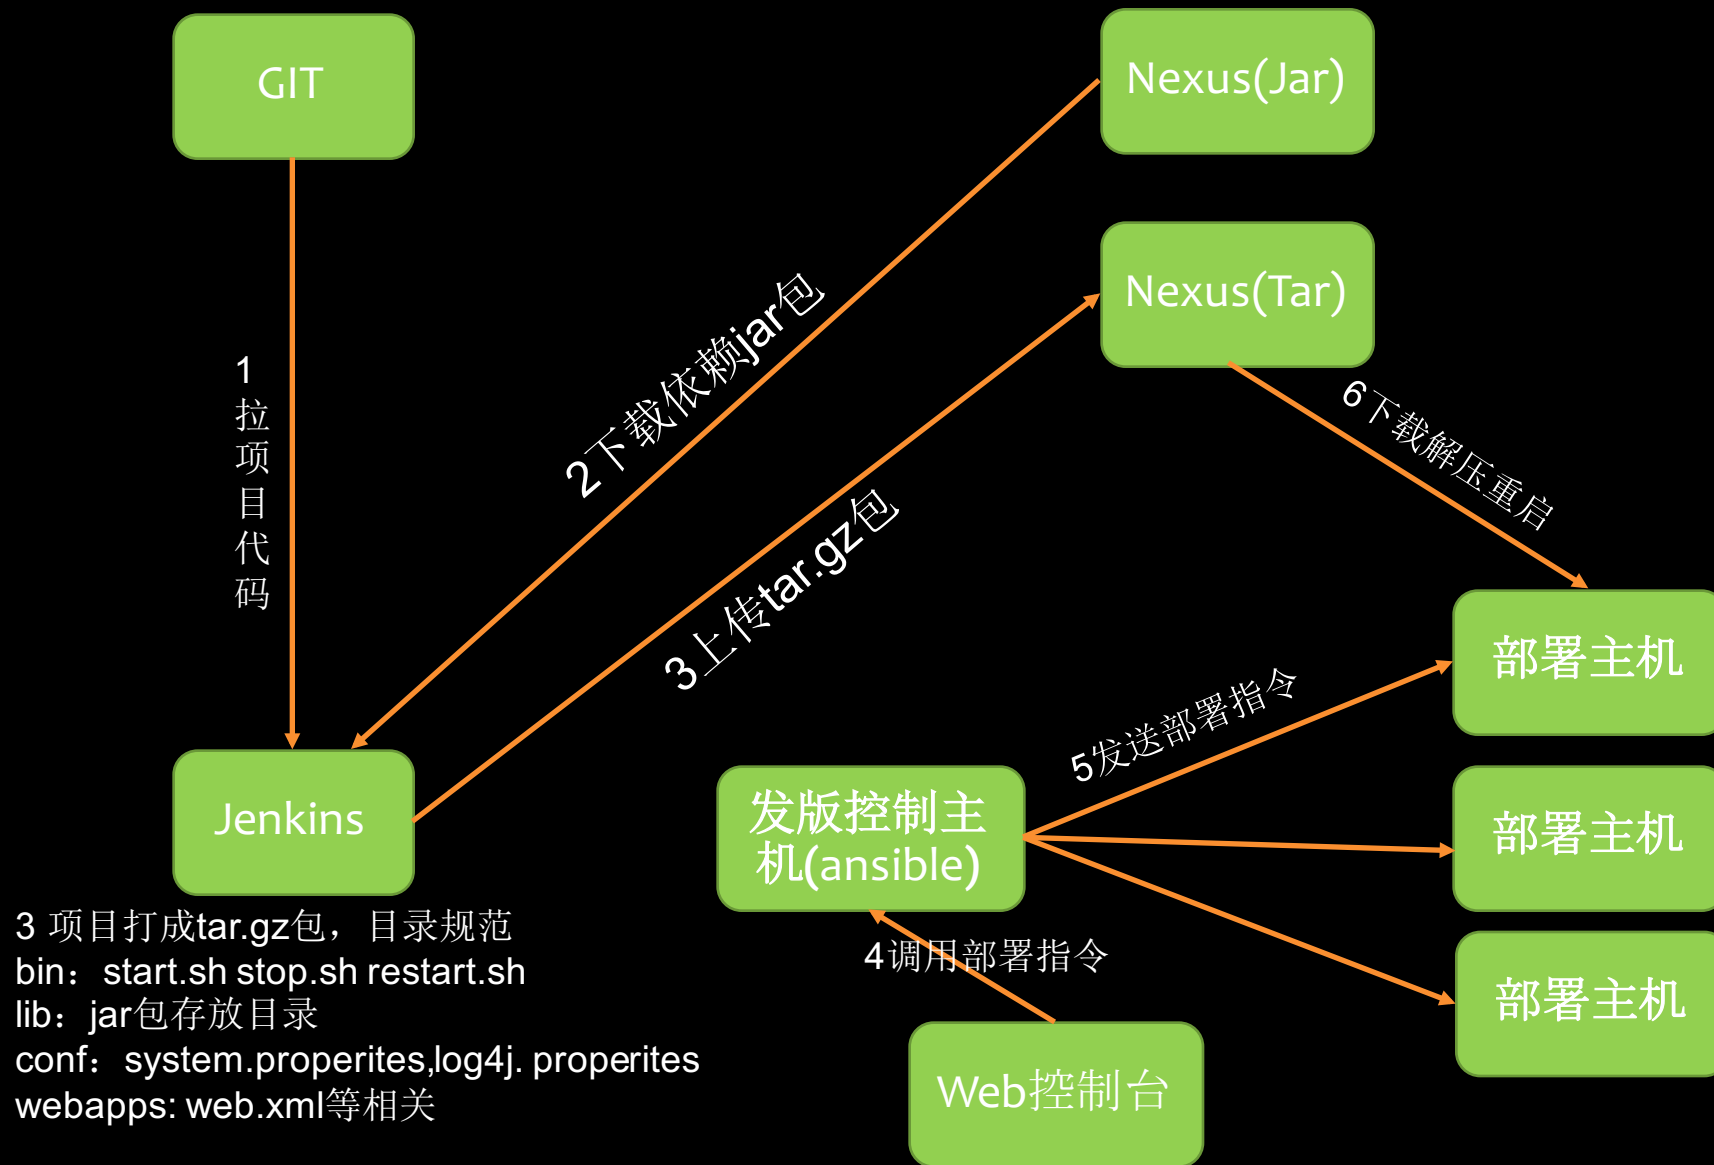 GIT
Nexus(Jar)
Nexus(Tar)
1
拉
项
目
代
码
2下载依赖jar包
3上传tar.gz包
6下载解压重启
部署主机
5发送部署指令
Jenkins
发版控制主
机(ansible)
部署主机
3 项目打成tar.gz包，目录规范
bin：start.sh stop.sh restart.sh
lib：jar包存放目录
conf：system.properites,log4j. properites
webapps: web.xml等相关
4调用部署指令
部署主机
Web控制台